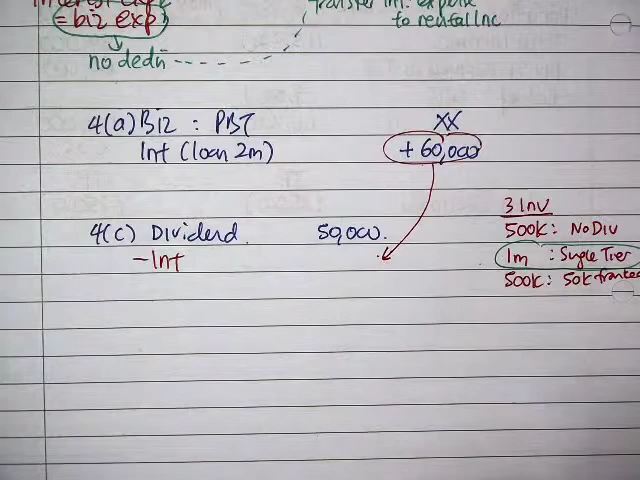 = biz exp
Transfer int. expense
to rental Inc
no dedn
4(a) Biz : PBT XX
Int (loan 2m) + 60,000
4(c) Dividend 50,000.
- Int
3 Inv
500K : No Div
1m : Single Tier
500K : 50K franked